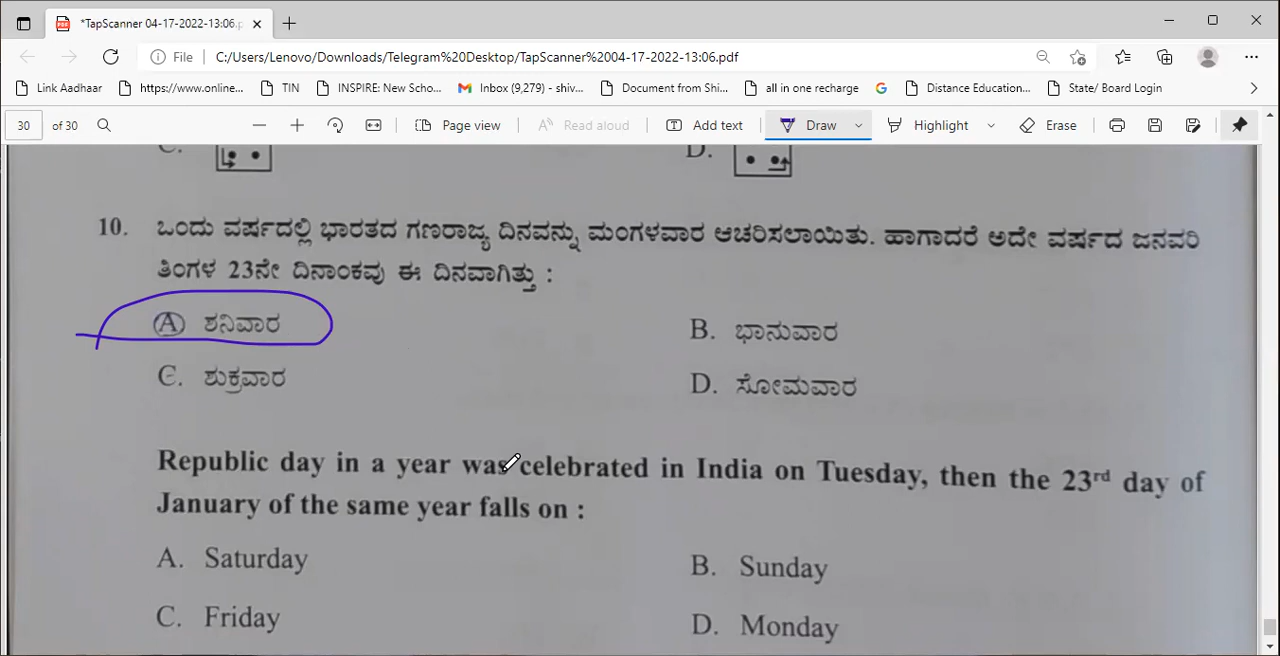 *TapScanner 04-17-2022-13:06.p
File C:/Users/Lenovo/Downloads/Telegram%20Desktop/TapScanner%2004-17-2022-13:06.pdf
Link Aadhaar https://www.online... TIN INSPIRE: New Scho... Inbox (9,279) - shiv... Document from Shi... all in one recharge Distance Education... State/ Board Login
30 of 30 Page view Read aloud Add text Draw Highlight Erase
C. D.
10. ಒಂದು ವರ್ಷದಲ್ಲಿ ಭಾರತದ ಗಣರಾಜ್ಯ ದಿನವನ್ನು ಮಂಗಳವಾರ ಆಚರಿಸಲಾಯಿತು. ಹಾಗಾದರೆ ಅದೇ ವರ್ಷದ ಜನವರಿ
ತಿಂಗಳ 23ನೇ ದಿನಾಂಕವು ಈ ದಿನವಾಗಿತ್ತು :
A ಶನಿವಾರ B. ಭಾನುವಾರ
C. ಶುಕ್ರವಾರ D. ಸೋಮವಾರ
Republic day in a year was celebrated in India on Tuesday, then the 23rd day of
January of the same year falls on :
A. Saturday B. Sunday
C. Friday D. Monday